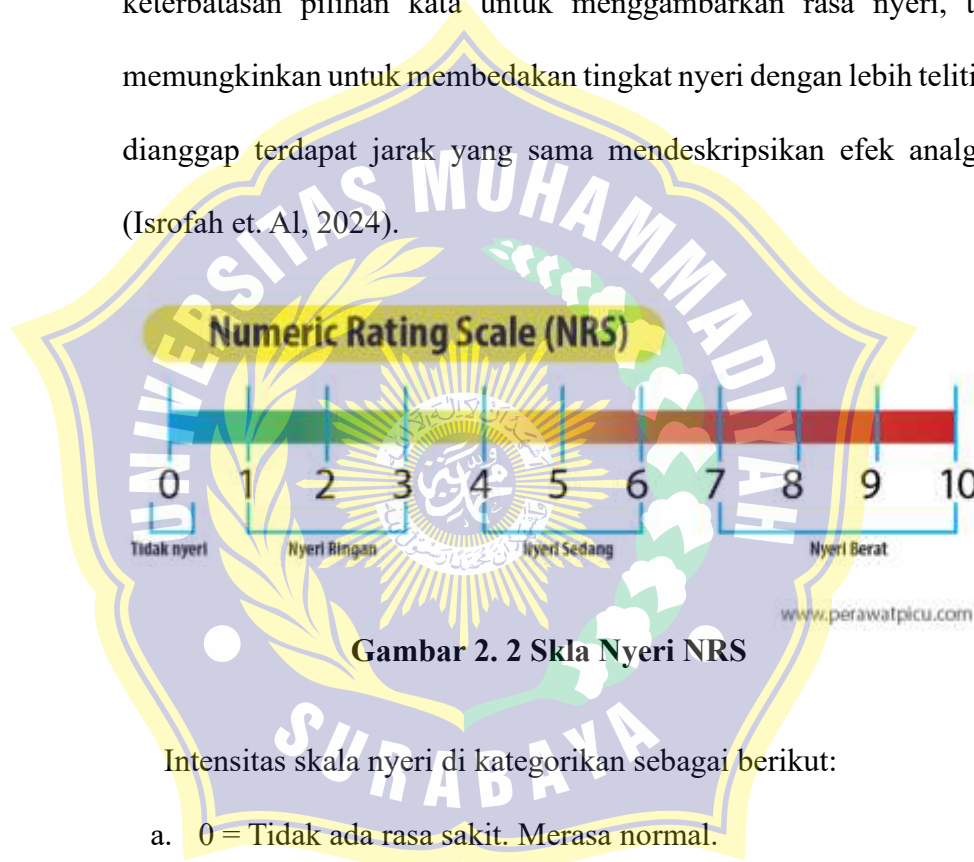 keterbatasan pilihan kata untuk menggambarkan rasa nyeri,
memungkinkan untuk membedakan tingkat nyeri dengan lebih teliti
dianggap terdapat jarak yang sama mendeskripsikan efek
(Isrofah et. Al, 2024).
UNIVERSITAS MUHAMMADIYAH
Numeric Rating Scale (NRS)
0 1 2 3 4 5 6 7 8 9 10
Tidak nyeri Nyeri Ringan Nyeri Sedang Nyeri Berat
www.perawatpicu.com
Gambar 2. 2 Skla Nyeri NRS
SURABAYA
Intensitas skala nyeri di kategorikan sebagai berikut:
a. 0 = Tidak ada rasa sakit. Merasa normal.